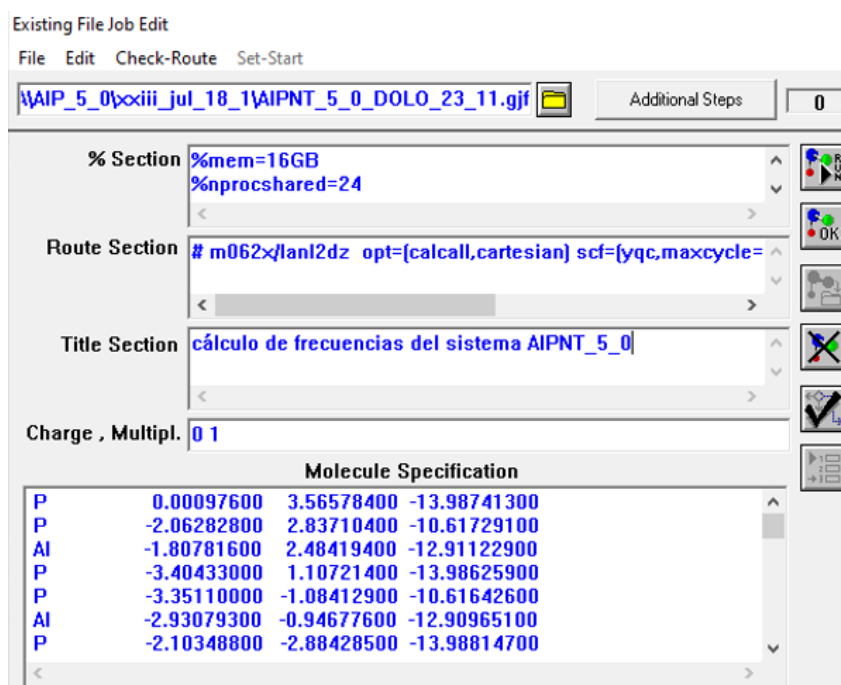 Existing File Job Edit
File Edit Check-Route Set-Start
\\AIP_5_0\xxiii_jul_18_1\AIPNT_5_0_DOLO_23_11.gjf
Additional Steps
0
% Section
%mem=16GB
%nprocshared=24
Route Section
# m062x/lanl2dz opt=(calcall,cartesian) scf=(yqc,maxcycle=
Title Section
cálculo de frecuencias del sistema AIPNT_5_0
Charge , Multipl.
0 1
Molecule Specification
P 0.00097600 3.56578400 -13.98741300
P -2.06282800 2.83710400 -10.61729100
Al -1.80781600 2.48419400 -12.91122900
P -3.40433000 1.10721400 -13.98625900
P -3.35110000 -1.08412900 -10.61642600
Al -2.93079300 -0.94677600 -12.90965100
P -2.10348800 -2.88428500 -13.98814700
OK